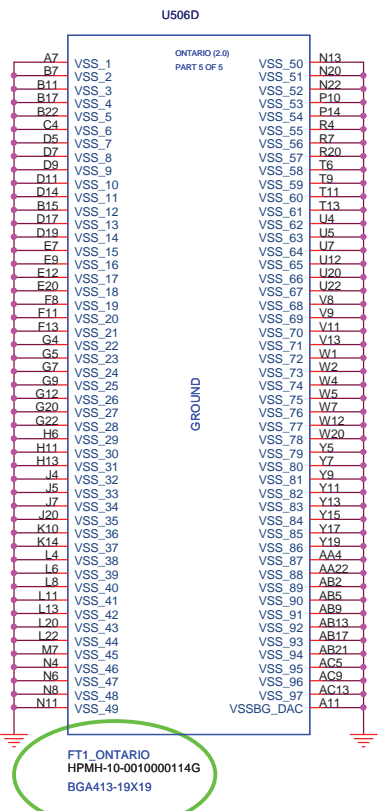 U506D
ONTARIO (2.0)
PART 5 OF 5
A7 VSS_1 VSS_50 N13
B7 VSS_2 VSS_51 N20
B11 VSS_3 VSS_52 N22
B17 VSS_4 VSS_53 P10
B22 VSS_5 VSS_54 P14
C4 VSS_6 VSS_55 R4
D5 VSS_7 VSS_56 R7
D7 VSS_8 VSS_57 R20
D9 VSS_9 VSS_58 T6
D11 VSS_10 VSS_59 T9
D14 VSS_11 VSS_60 T11
B15 VSS_12 VSS_61 T13
D17 VSS_13 VSS_62 U4
D19 VSS_14 VSS_63 U5
E7 VSS_15 VSS_64 U7
E9 VSS_16 VSS_65 U12
E12 VSS_17 VSS_66 U20
E20 VSS_18 VSS_67 U22
F8 VSS_19 VSS_68 V8
F11 VSS_20 VSS_69 V9
F13 VSS_21 VSS_70 V11
G4 VSS_22 VSS_71 V13
G5 VSS_23 VSS_72 W1
G7 VSS_24 VSS_73 W2
G9 VSS_25 VSS_74 W4
G12 VSS_26 VSS_75 W5
G20 VSS_27 VSS_76 W7
G22 VSS_28 VSS_77 W12
H6 VSS_29 VSS_78 W20
H11 VSS_30 VSS_79 Y5
H13 VSS_31 VSS_80 Y7
J4 VSS_32 VSS_81 Y9
J5 VSS_33 VSS_82 Y11
J7 VSS_34 VSS_83 Y13
J20 VSS_35 VSS_84 Y15
K10 VSS_36 VSS_85 Y17
K14 VSS_37 VSS_86 Y19
L4 VSS_38 VSS_87 AA4
L6 VSS_39 VSS_88 AA22
L8 VSS_40 VSS_89 AB2
L11 VSS_41 VSS_90 AB5
L13 VSS_42 VSS_91 AB9
L20 VSS_43 VSS_92 AB13
L22 VSS_44 VSS_93 AB17
M7 VSS_45 VSS_94 AB21
N4 VSS_46 VSS_95 AC5
N6 VSS_47 VSS_96 AC9
N8 VSS_48 VSS_97 AC13
N11 VSS_49 VSSBG_DAC A11
GROUND
FT1_ONTARIO
HPMH-10-0010000114G
BGA413-19X19